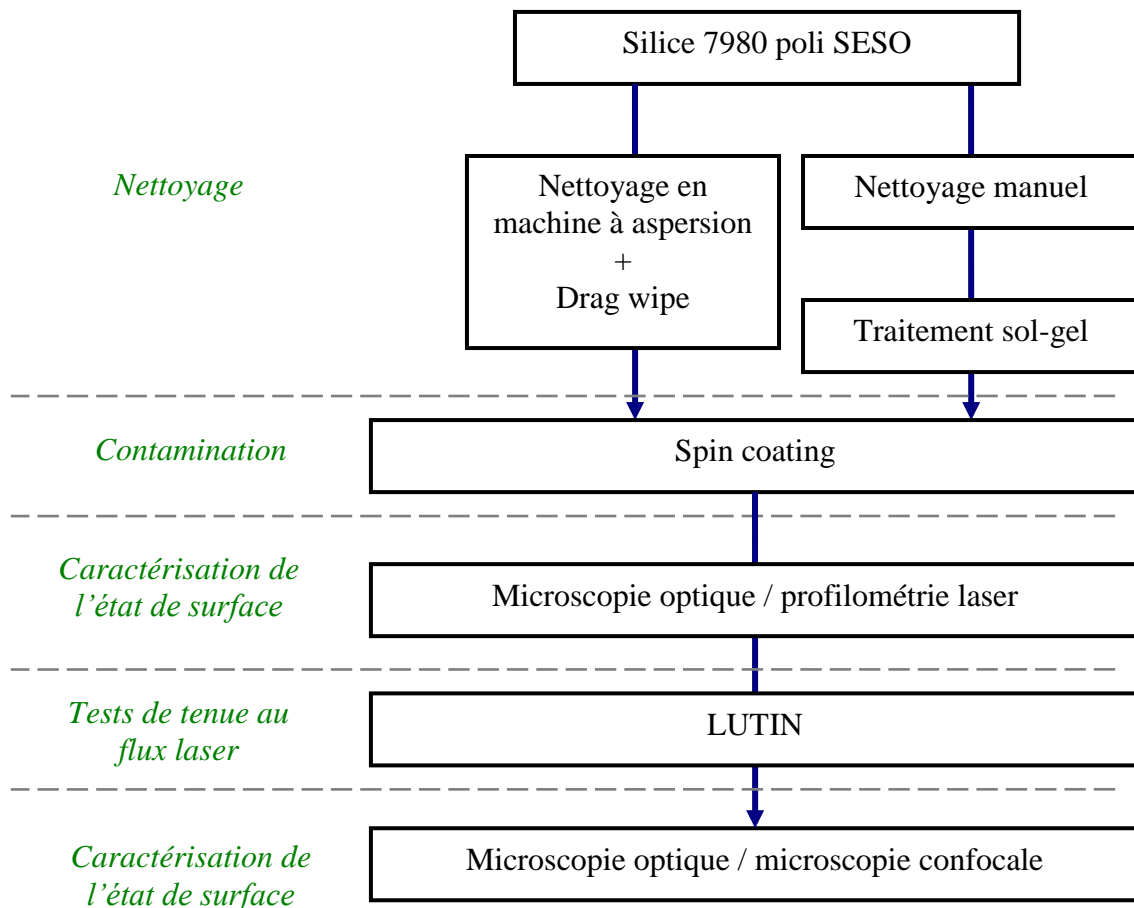 Silice 7980 poli SESO
Nettoyage
Nettoyage en
machine à aspersion
+
Drag wipe
Nettoyage manuel
Traitement sol-gel
Contamination
Spin coating
Caractérisation de
l’état de surface
Microscopie optique / profilométrie laser
Tests de tenue au
flux laser
LUTIN
Caractérisation de
l’état de surface
Microscopie optique / microscopie confocale